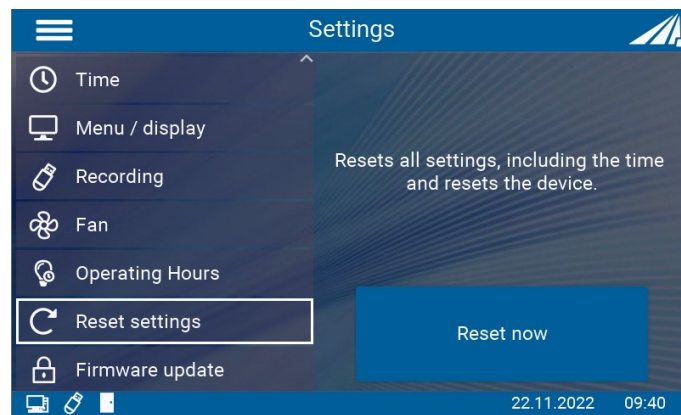 Settings
Time
Menu / display
Recording
Fan
Operating Hours
Reset settings
Firmware update
Resets all settings, including the time
and resets the device.
Reset now
22.11.2022 09:40